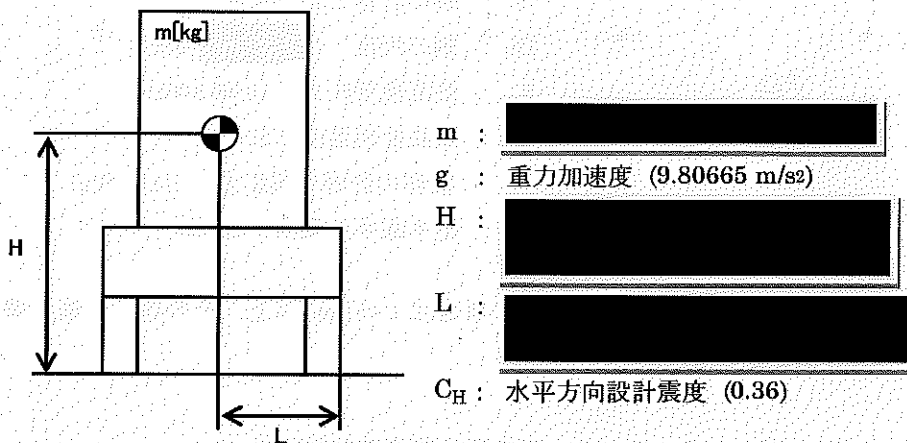 m[kg]
m :
g : 重力加速度 (9.80665 m/s2)
H :
H
L :
C_H : 水平方向設計震度 (0.36)
L